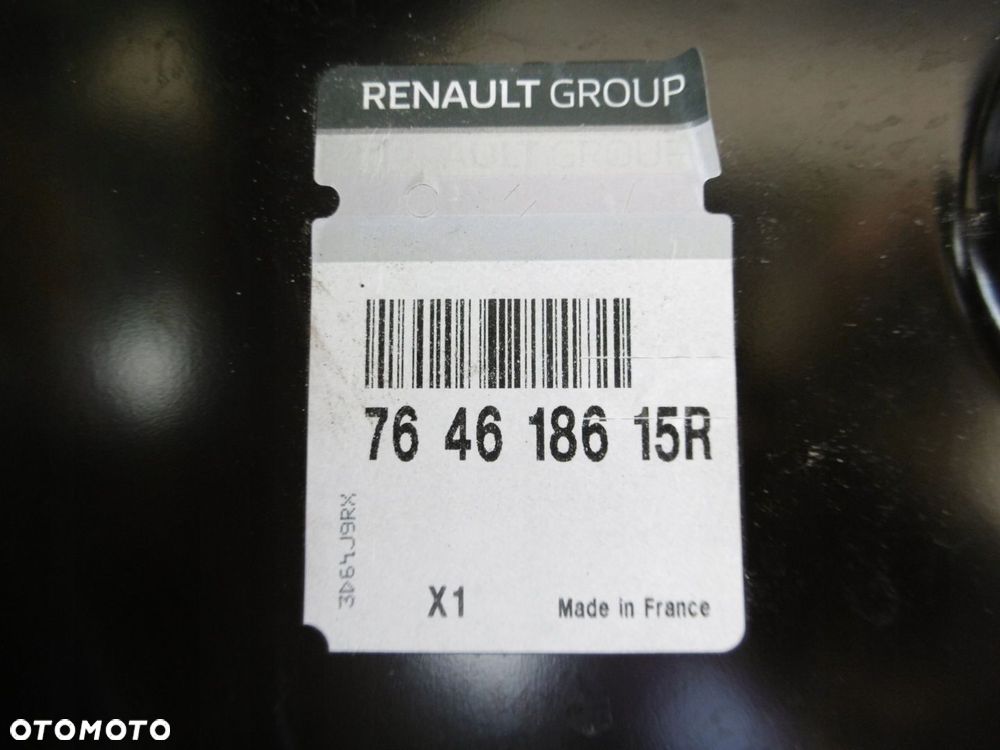 RENAULT GROUP
76 46 186 15R
3D64J9RX
X1
Made in France
OTOMOTO